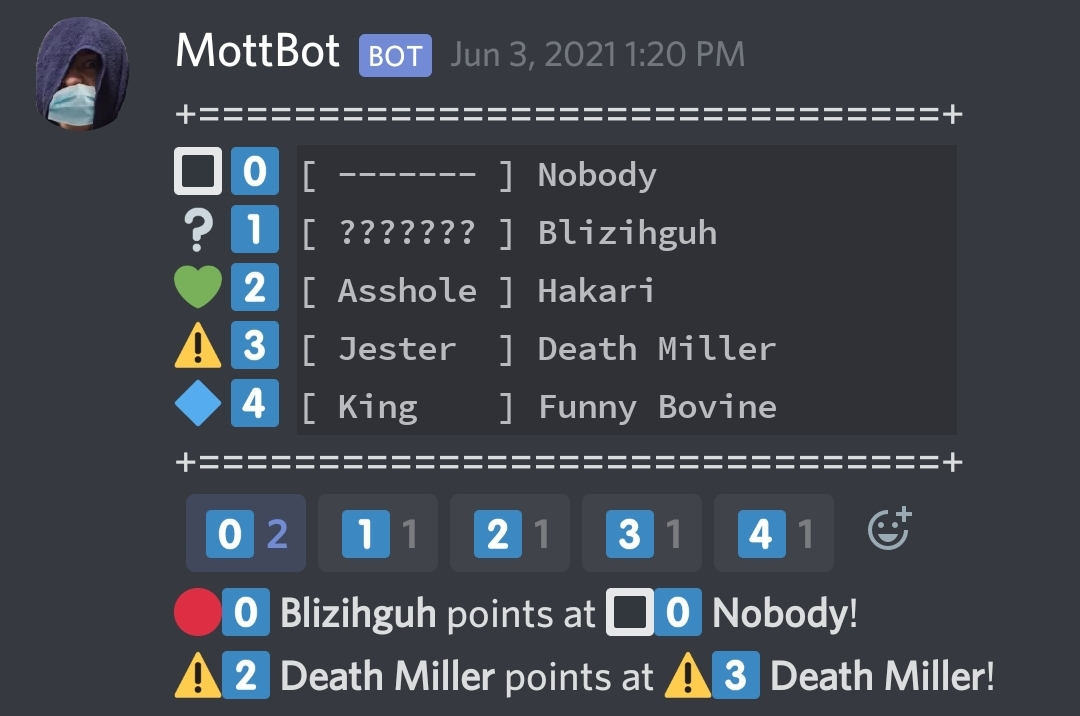 MottBot BOT Jun 3, 2021 1:20 PM
+===============================+
0 [ ------- ] Nobody
? 1 [ ??????? ] Blizihguh
2 [ Asshole ] Hakari
3 [ Jester ] Death Miller
4 [ King ] Funny Bovine
+===============================+
0 2 1 1 2 1 3 1 4 1
0 Blizihguh points at 0 Nobody!
2 Death Miller points at 3 Death Miller!